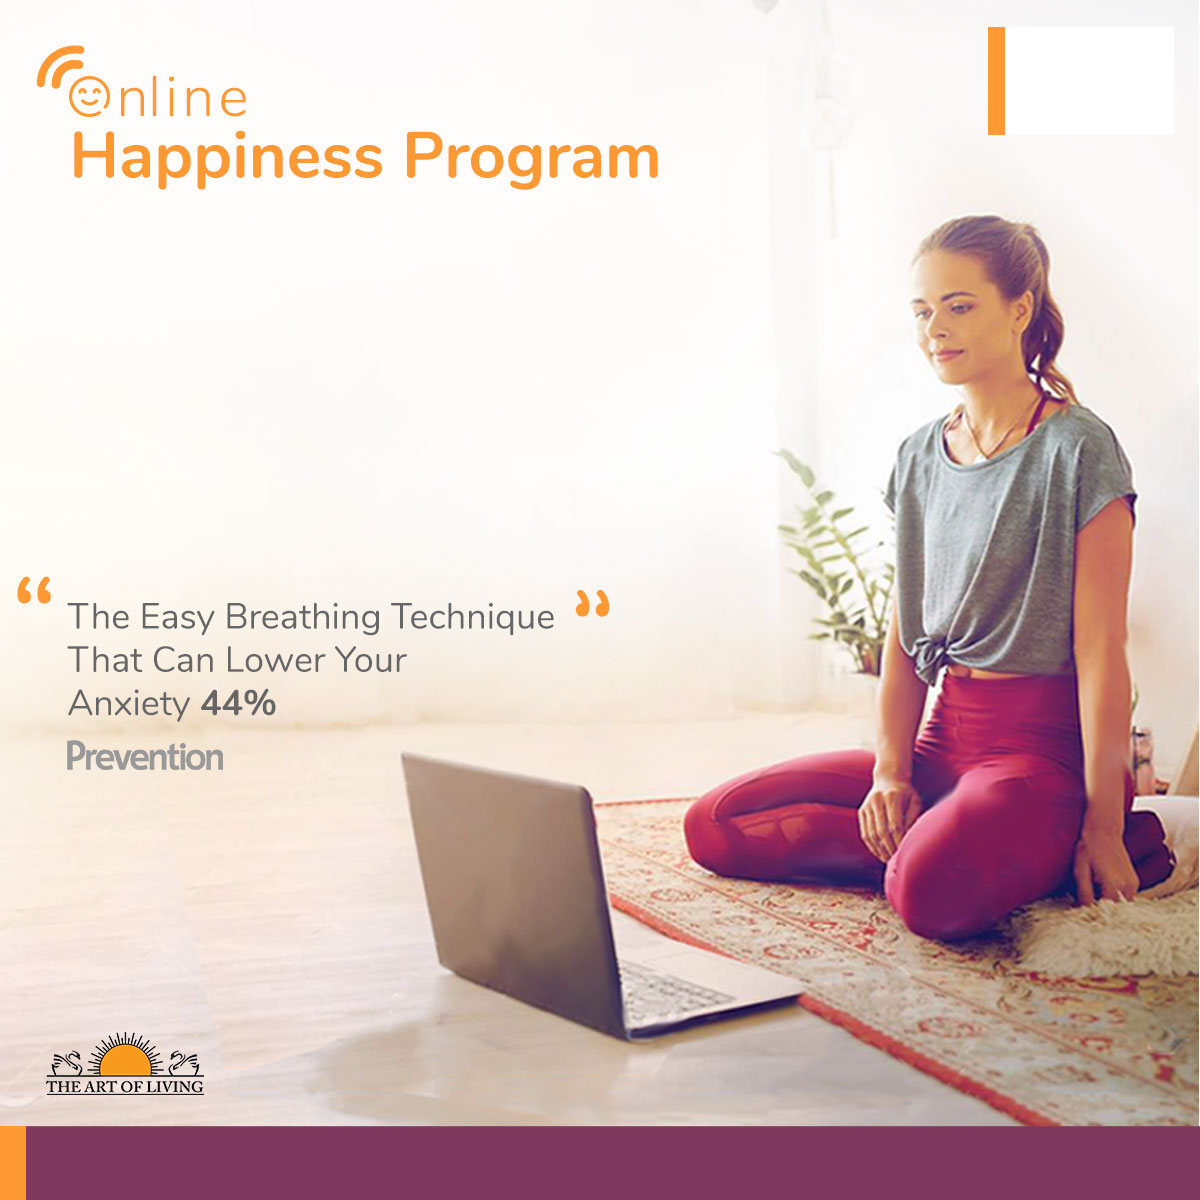 Online
Happiness Program
“ The Easy Breathing Technique ”
That Can Lower Your
Anxiety 44%
Prevention
THE ART OF LIVING